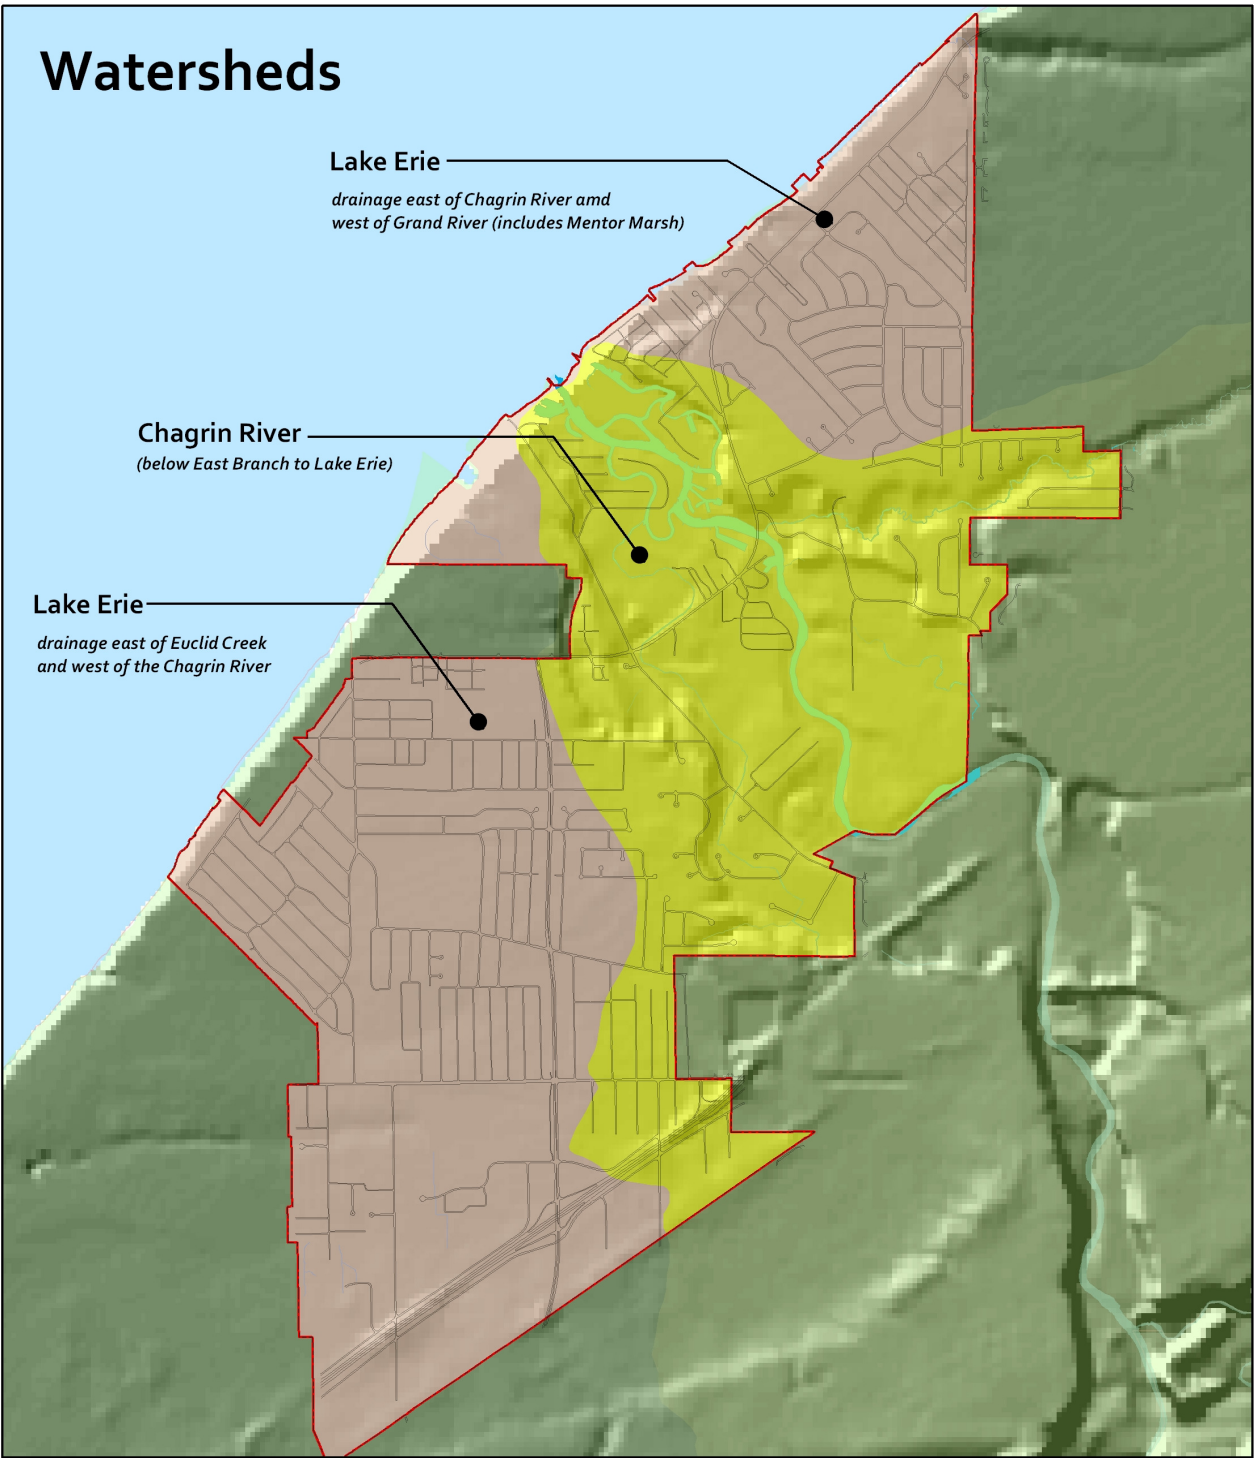 Watersheds
Lake Erie
drainage east of Chagrin River amd
west of Grand River (includes Mentor Marsh)
Chagrin River
(below East Branch to Lake Erie)
Lake Erie
drainage east of Euclid Creek
and west of the Chagrin River